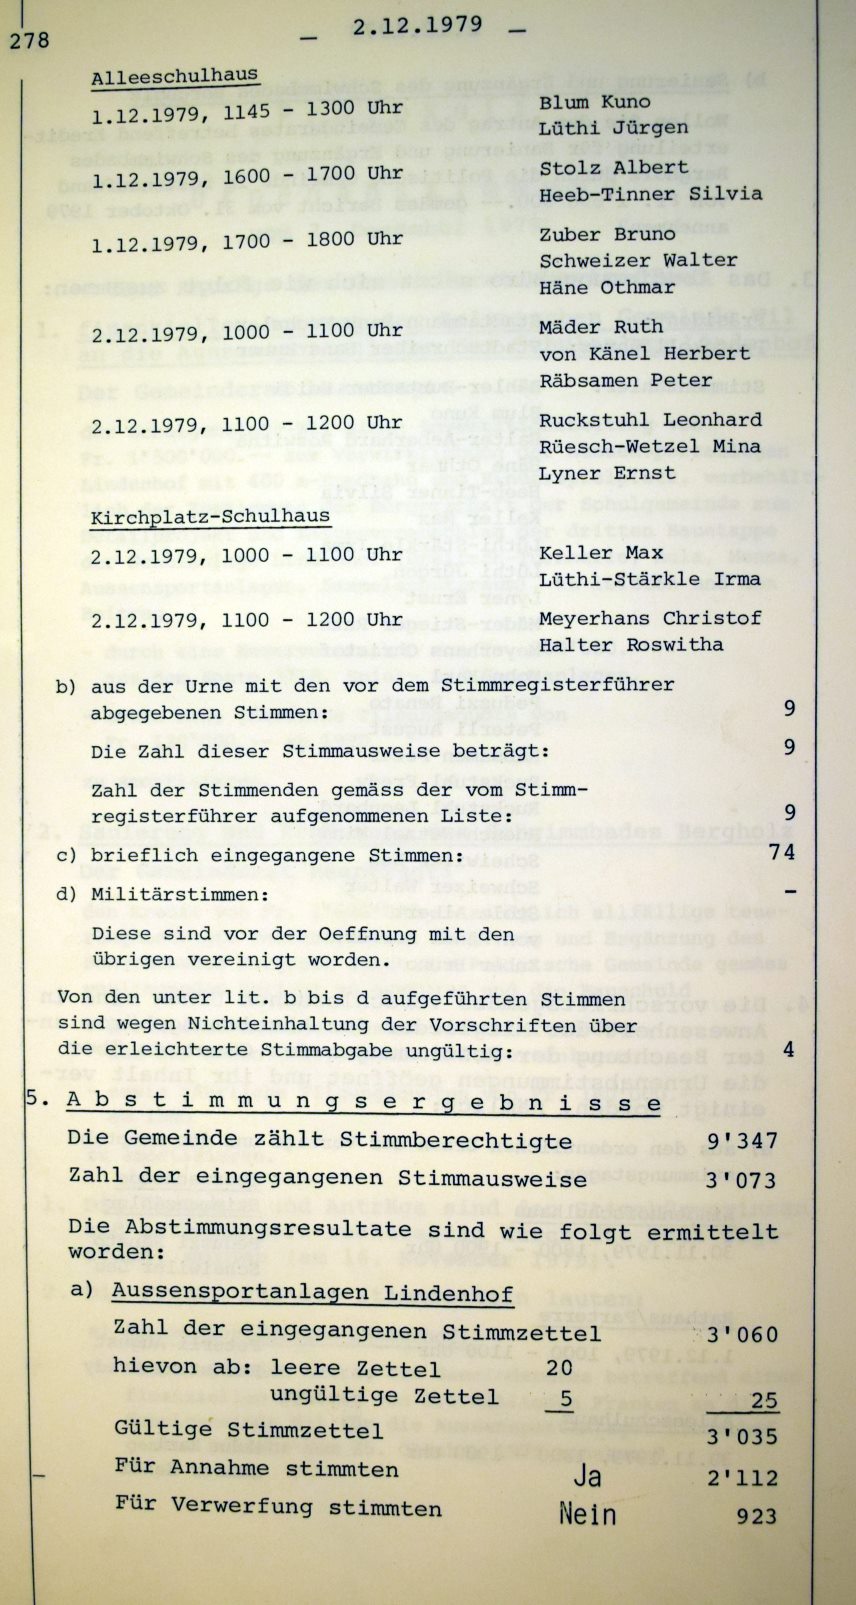 278
– 2.12.1979 –
Alleeschulhaus
1.12.1979, 1145 - 1300 Uhr Blum Kuno
Lüthi Jürgen
1.12.1979, 1600 - 1700 Uhr Stolz Albert
Heeb-Tinner Silvia
1.12.1979, 1700 - 1800 Uhr Zuber Bruno
Schweizer Walter
Häne Othmar
2.12.1979, 1000 - 1100 Uhr Mäder Ruth
von Känel Herbert
Räbsamen Peter
2.12.1979, 1100 - 1200 Uhr Ruckstuhl Leonhard
Rüesch-Wetzel Mina
Lyner Ernst
Kirchplatz-Schulhaus
2.12.1979, 1000 - 1100 Uhr Keller Max
Lüthi-Stärkle Irma
2.12.1979, 1100 - 1200 Uhr Meyerhans Christof
Halter Roswitha
b) aus der Urne mit den vor dem Stimmregisterführer
abgegebenen Stimmen: 9
Die Zahl dieser Stimmausweise beträgt: 9
Zahl der Stimmenden gemäss der vom Stimm-
registerführer aufgenommenen Liste: 9
c) brieflich eingegangene Stimmen: 74
d) Militärstimmen: –
Diese sind vor der Oeffnung mit den
übrigen vereinigt worden.
Von den unter lit. b bis d aufgeführten Stimmen
sind wegen Nichteinhaltung der Vorschriften über
die erleichterte Stimmabgabe ungültig: 4
5. A b s t i m m u n g s e r g e b n i s s e
Die Gemeinde zählt Stimmberechtigte 9'347
Zahl der eingegangenen Stimmausweise 3'073
Die Abstimmungsresultate sind wie folgt ermittelt
worden:
a) Aussensportanlagen Lindenhof
Zahl der eingegangenen Stimmzettel 3'060
hievon ab: leere Zettel 20
ungültige Zettel 5 25
Gültige Stimmzettel 3'035
Für Annahme stimmten Ja 2'112
Für Verwerfung stimmten Nein 923